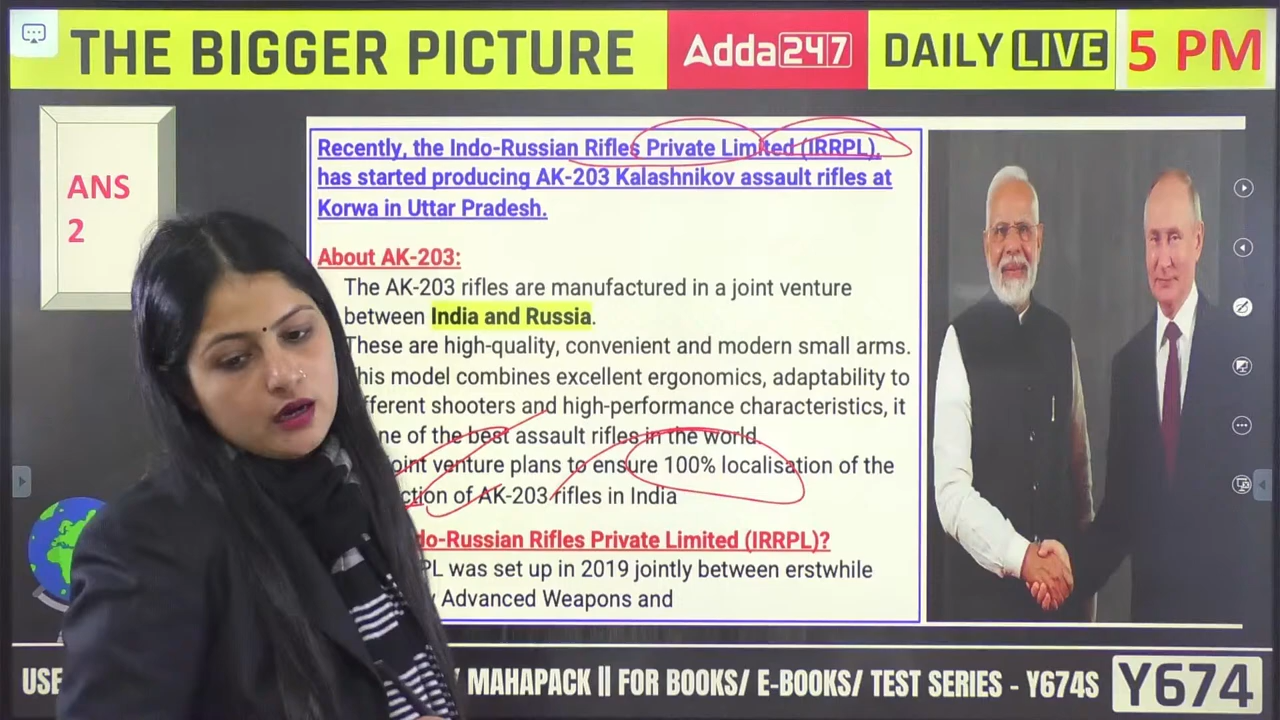 THE BIGGER PICTURE
Adda247
DAILY LIVE
5 PM
ANS
2
Recently, the Indo-Russian Rifles Private Limited (IRRPL),
has started producing AK-203 Kalashnikov assault rifles at
Korwa in Uttar Pradesh.
About AK-203:
The AK-203 rifles are manufactured in a joint venture
between India and Russia.
These are high-quality, convenient and modern small arms.
his model combines excellent ergonomics, adaptability to
fferent shooters and high-performance characteristics, it
ne of the best assault rifles in the world.
oint venture plans to ensure 100% localisation of the
ction of AK-203 rifles in India
do-Russian Rifles Private Limited (IRRPL)?
PL was set up in 2019 jointly between erstwhile
Advanced Weapons and
USE
MAHAPACK || FOR BOOKS/ E-BOOKS/ TEST SERIES - Y674S
Y674